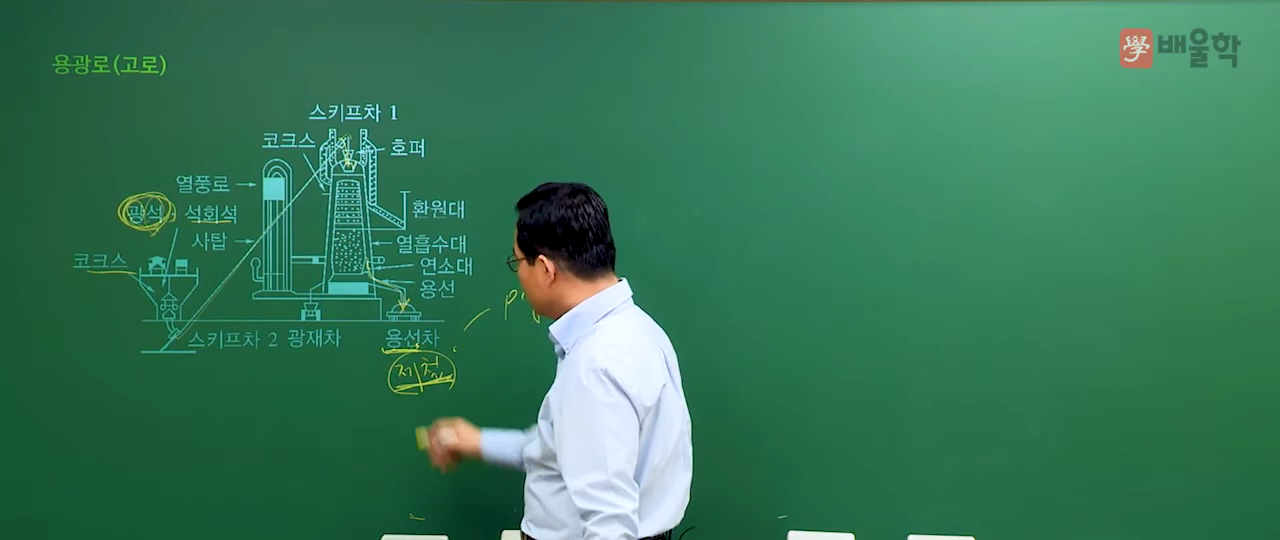 용광로(고로)
學 배울학
스키프차 1
코크스
호퍼
열풍로
광석, 석회석
환원대
사탑
열흡수대
코크스
연소대
용선
스키프차 2
광재차
용선차
제철